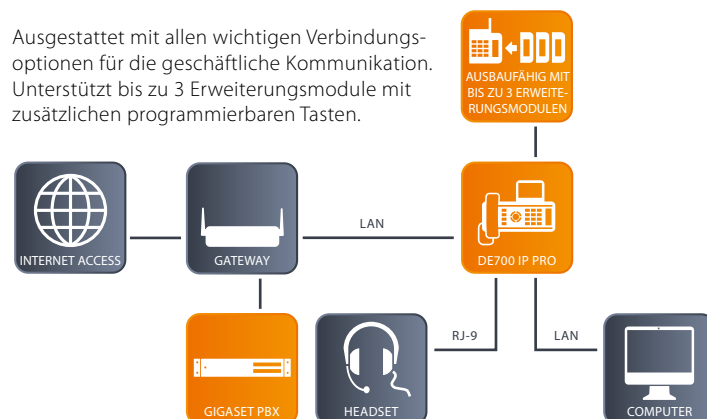 Ausgestattet mit allen wichtigen Verbindungs-
optionen für die geschäftliche Kommunikation.
Unterstützt bis zu 3 Erweiterungsmodule mit
zusätzlichen programmierbaren Tasten.
AUSBAUFÄHIG MIT
BIS ZU 3 ERWEITE-
RUNGSMODULEN
INTERNET ACCESS
GATEWAY
LAN
DE700 IP PRO
GIGASET PBX
HEADSET
RJ-9
LAN
COMPUTER